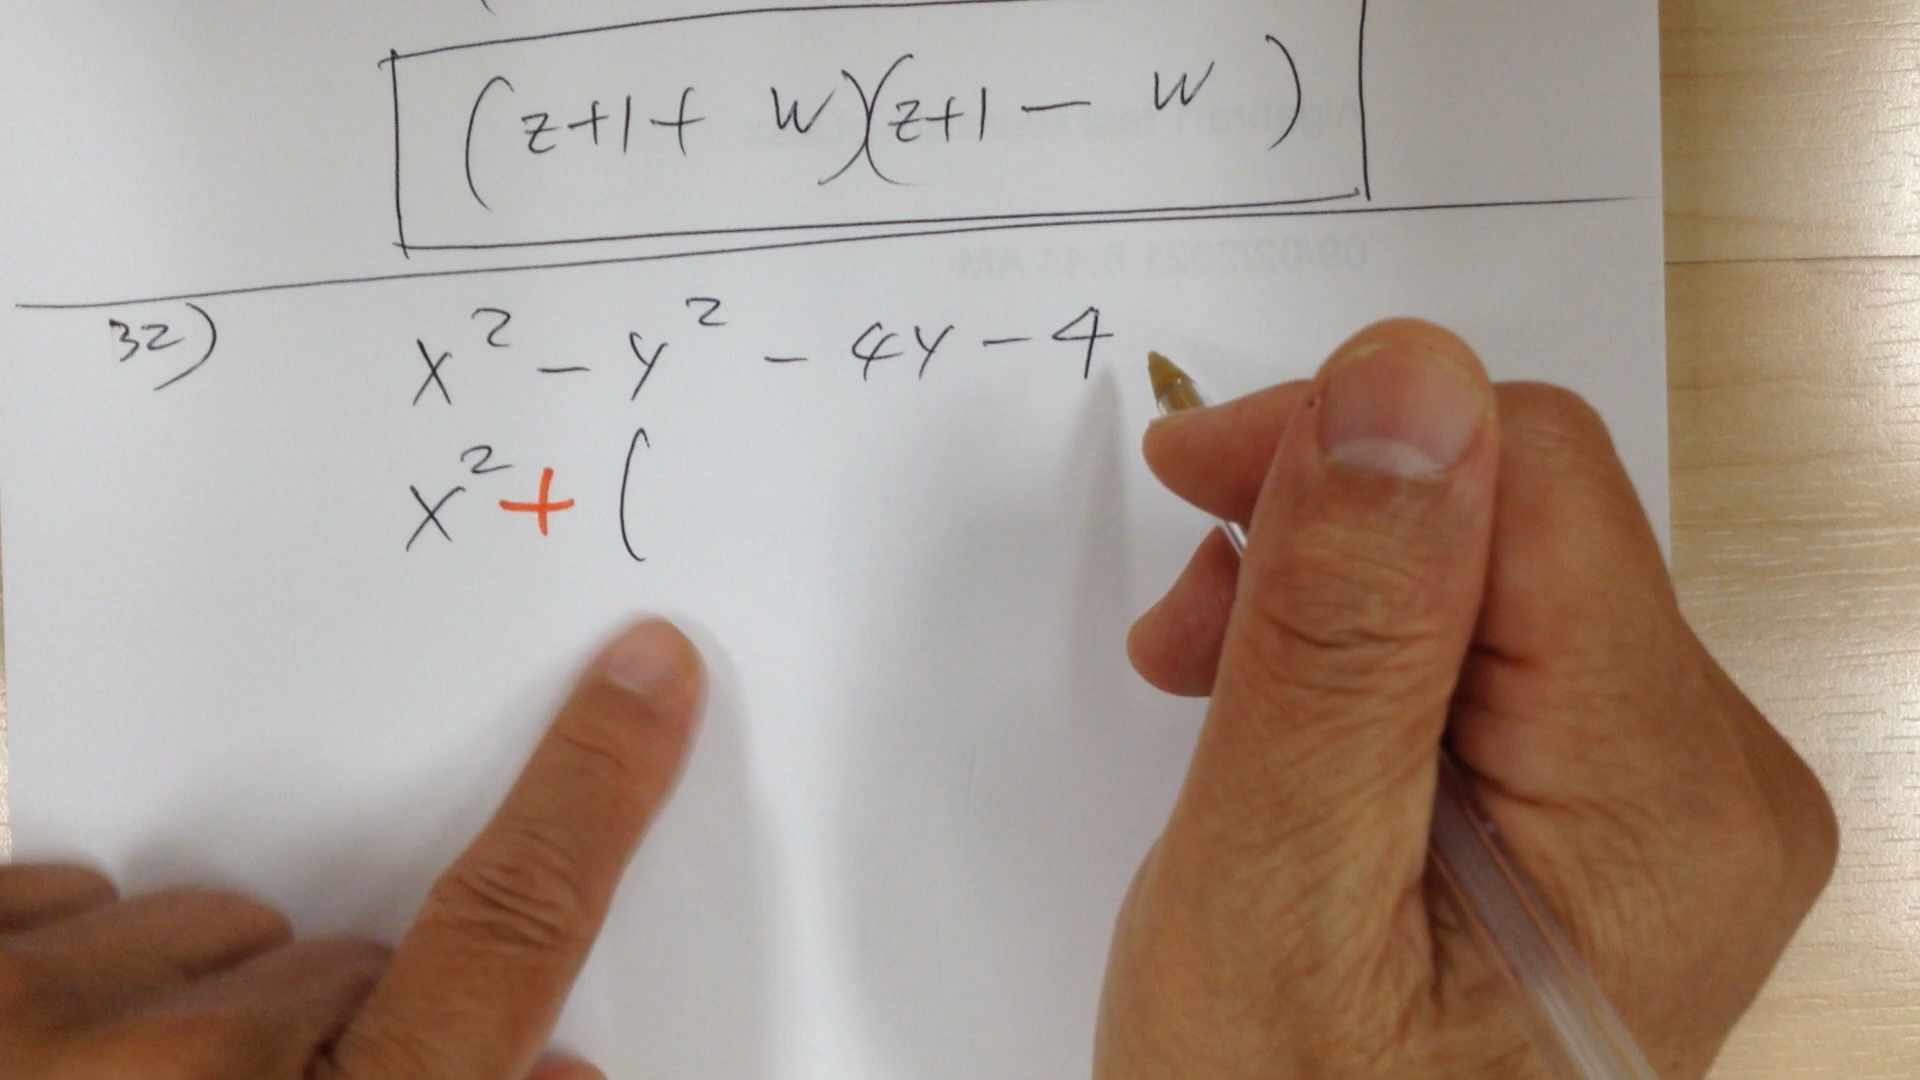 (z+1+ w)(z+1 - w)
32) x² - y² - 4y - 4
x² + (